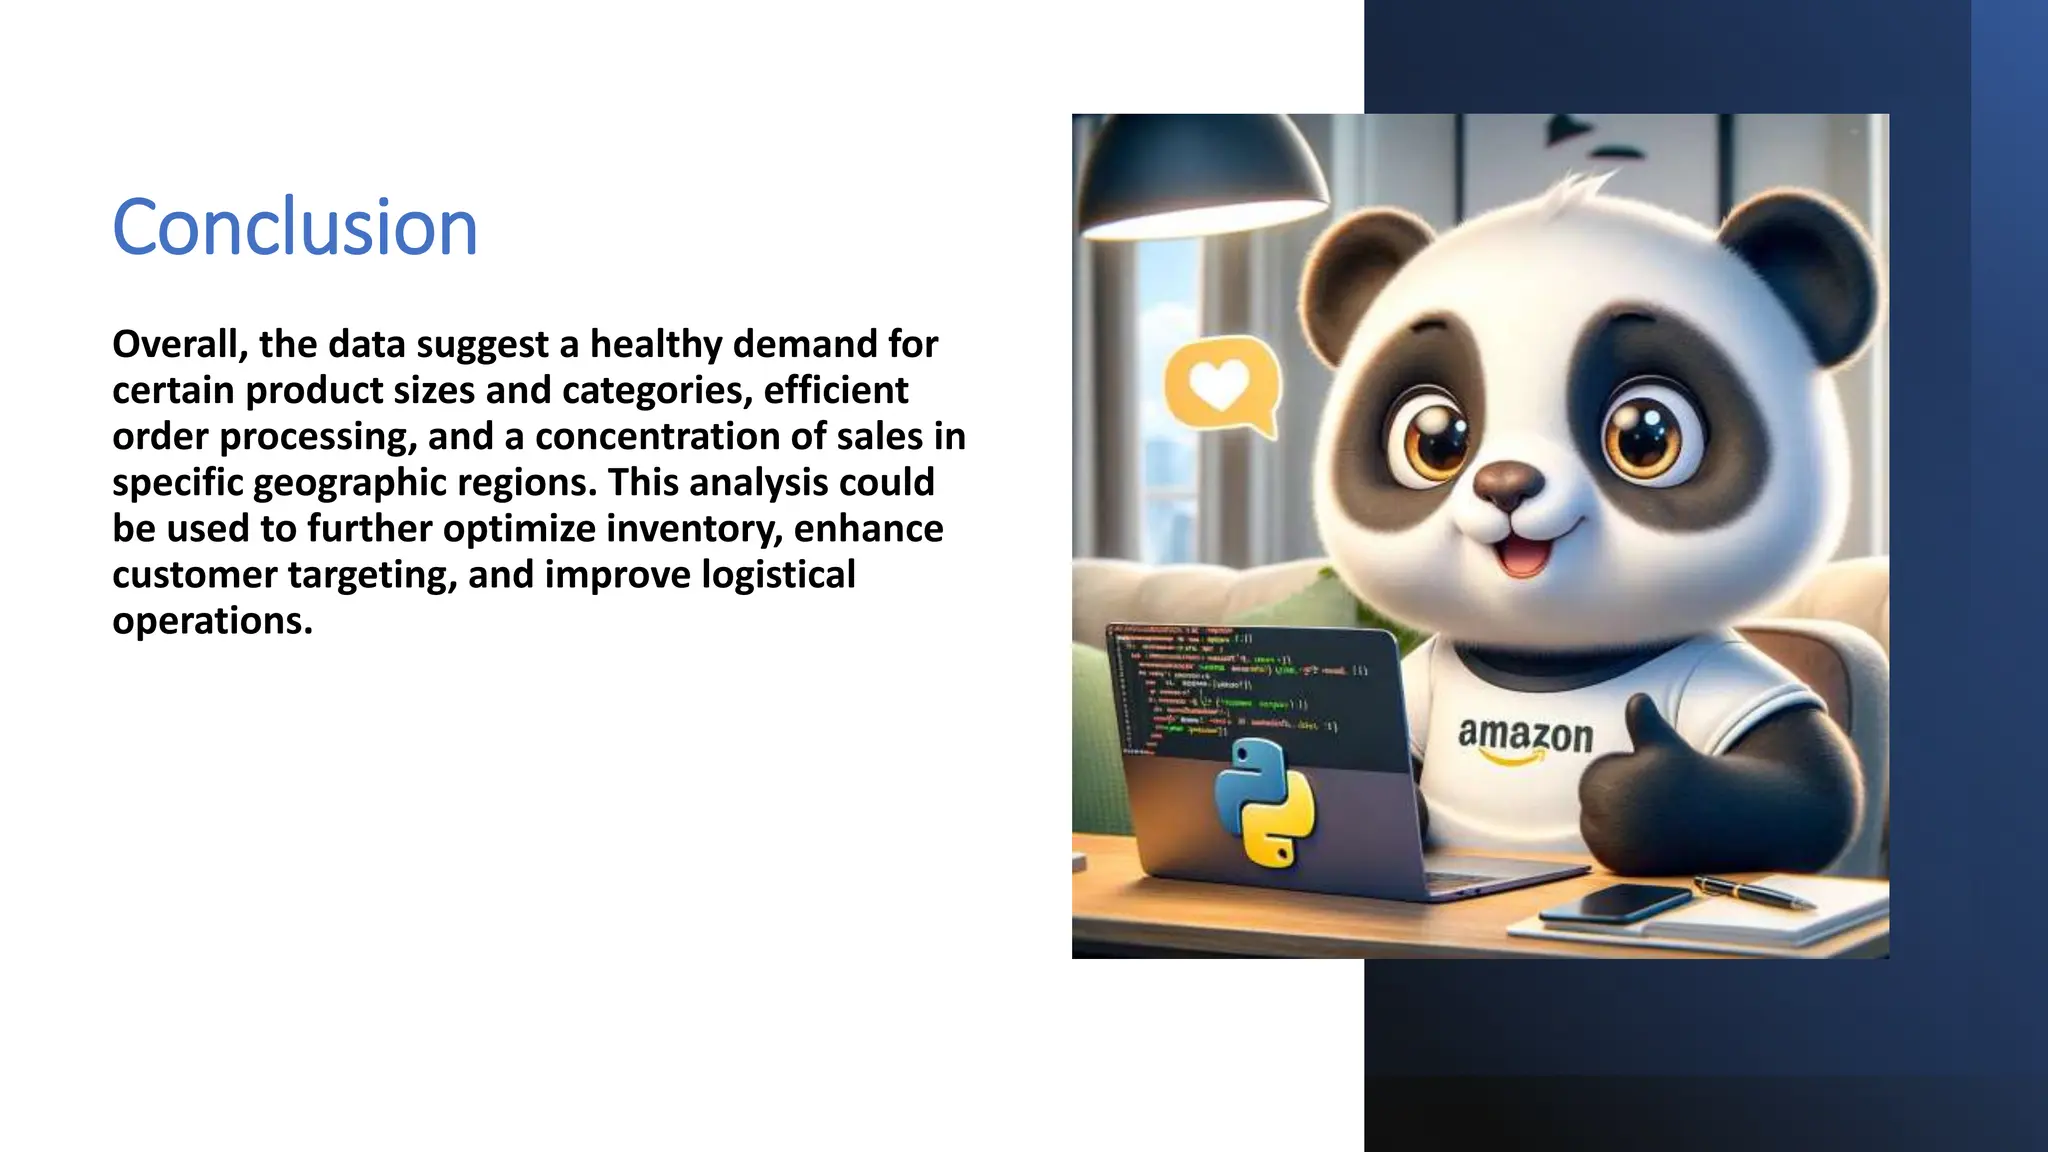 Conclusion
Overall, the data suggest a healthy demand for
certain product sizes and categories, efficient
order processing, and a concentration of sales in
specific geographic regions. This analysis could
be used to further optimize inventory, enhance
customer targeting, and improve logistical
operations.
amazon